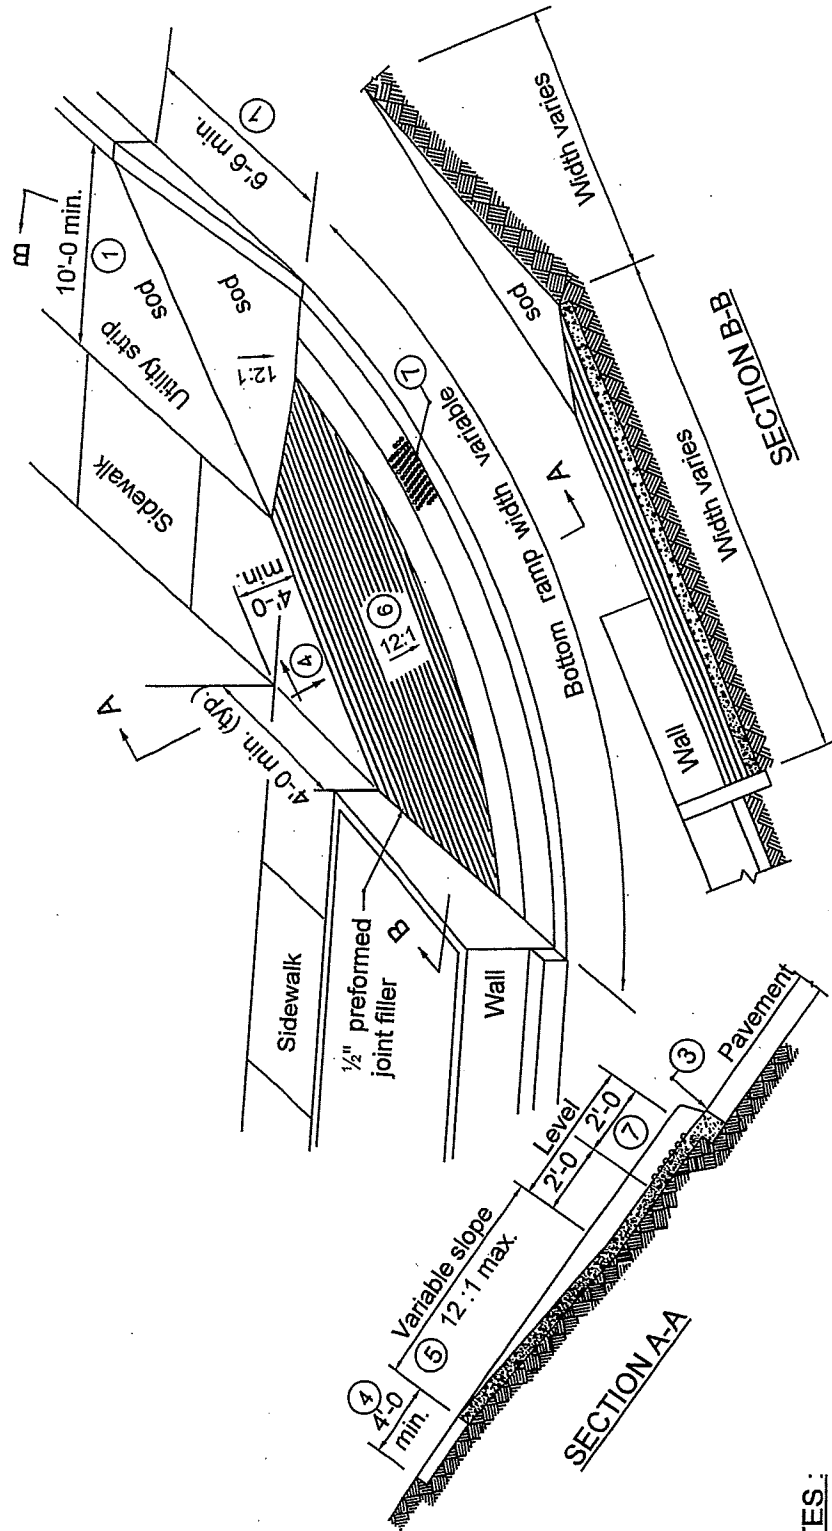 B
10'-0 min.
①
sod
Utility strip
Sidewalk
sod
12:1
6'-6 min.
①
4'-0
min.
④
A
4'-0 min. (typ.)
Sidewalk
½" preformed
joint filler
B
Wall
12:1
⑥
⑦
Bottom ramp width variable
A
sod
Width varies
Wall
Width varies
SECTION B-B
④
4'-0
min.
Variable slope
⑤ 12 :1 max.
Level
2'-0 2'-0
⑦
③
Pavement
SECTION A-A
TES :